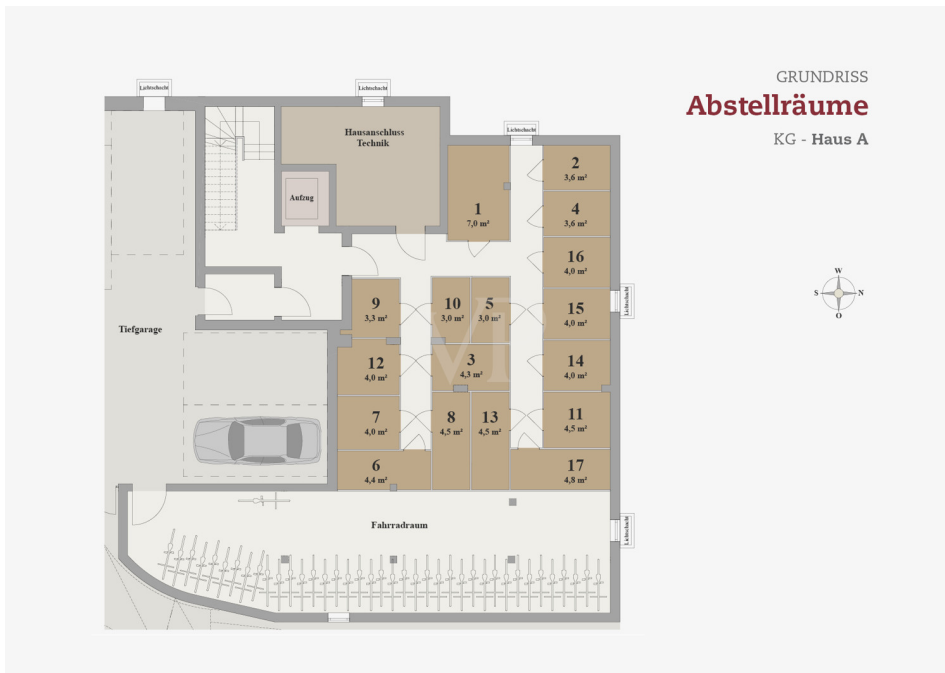 GRUNDRISS
Abstellräume
KG - Haus A
Lichtschacht
Lichtschacht
Lichtschacht
Hausanschluss
Technik
Aufzug
1
7,0 m²
2
3,6 m²
4
3,6 m²
16
4,0 m²
W
S
N
O
9
3,3 m²
10
3,0 m²
5
3,0 m²
15
4,0 m²
Lichtschacht
Tiefgarage
12
4,0 m²
3
4,3 m²
14
4,0 m²
7
4,0 m²
8
4,5 m²
13
4,5 m²
11
4,5 m²
6
4,4 m²
17
4,8 m²
Fahrradraum
Lichtschacht